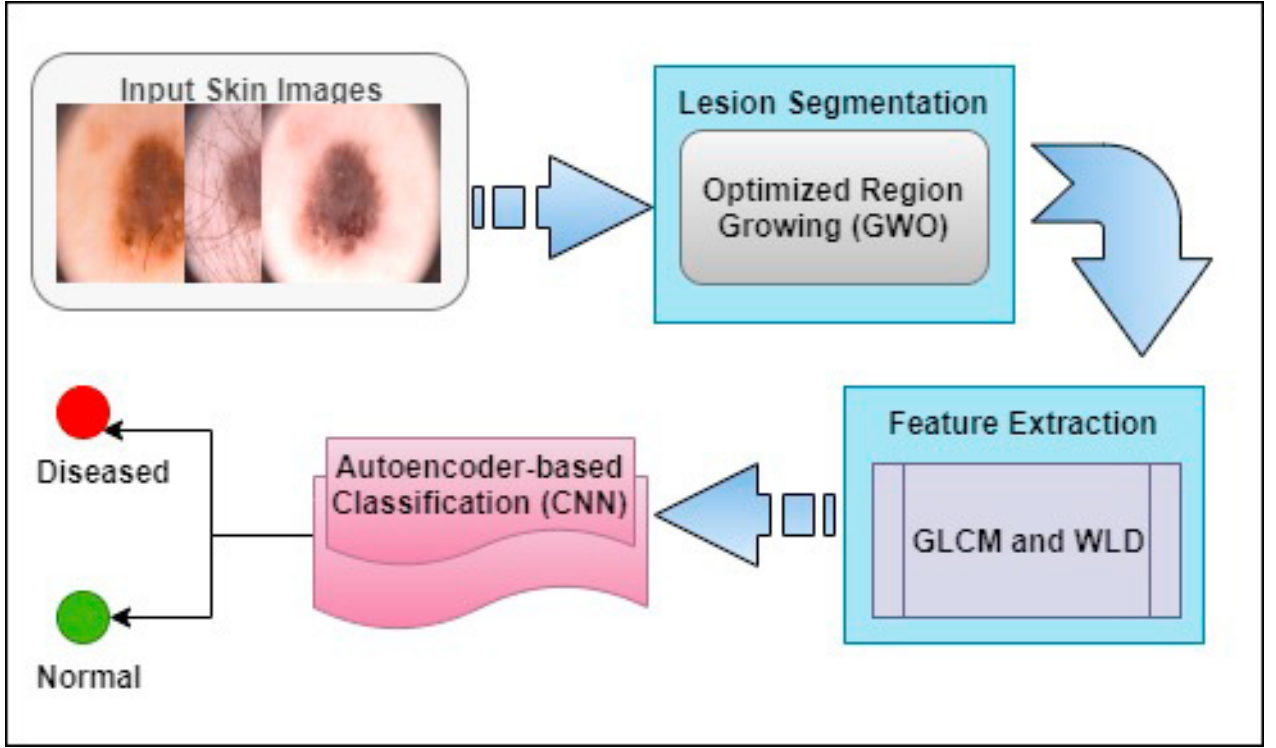 Input Skin Images
Lesion Segmentation
Optimized Region
Growing (GWO)
Feature Extraction
GLCM and WLD
Autoencoder-based
Classification (CNN)
Diseased
Normal